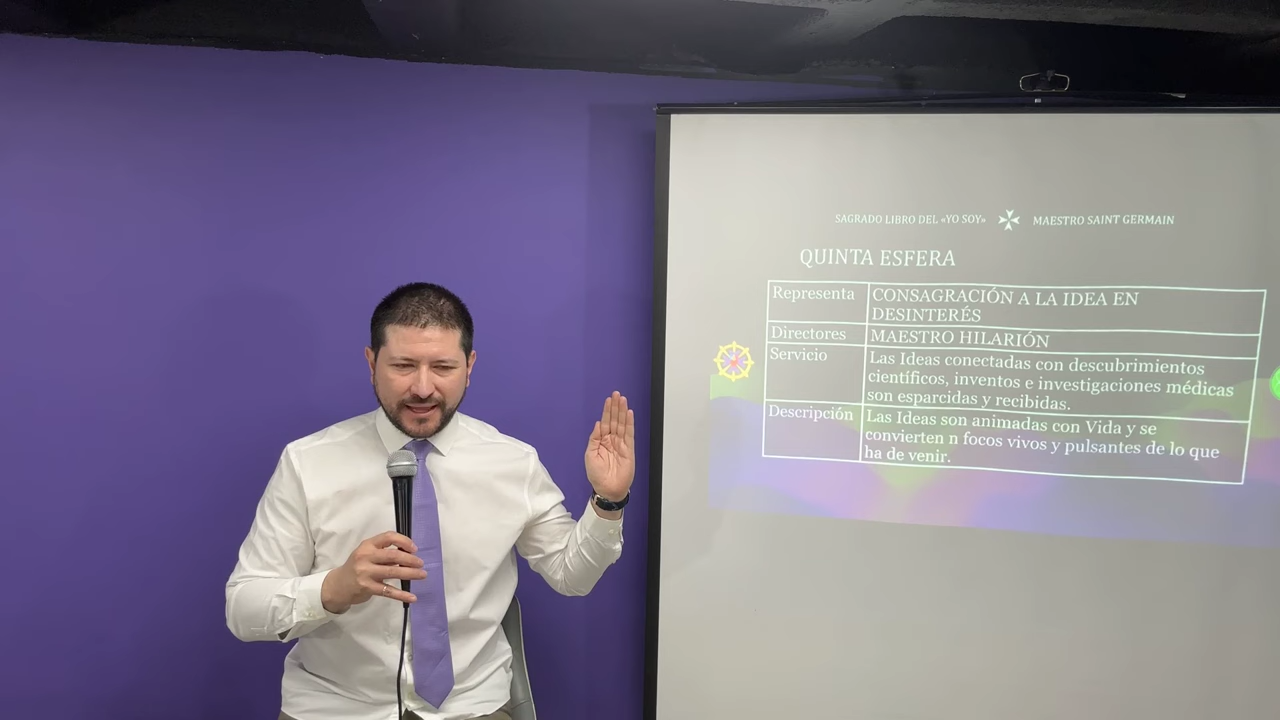 SAGRADO LIBRO DEL «YO SOY» MAESTRO SAINT GERMAIN
QUINTA ESFERA
Representa CONSAGRACIÓN A LA IDEA EN
DESINTERÉS
Directores MAESTRO HILARIÓN
Servicio Las Ideas conectadas con descubrimientos
científicos, inventos e investigaciones médicas
son esparcidas y recibidas.
Descripción Las Ideas son animadas con Vida y se
convierten n focos vivos y pulsantes de lo que
ha de venir.